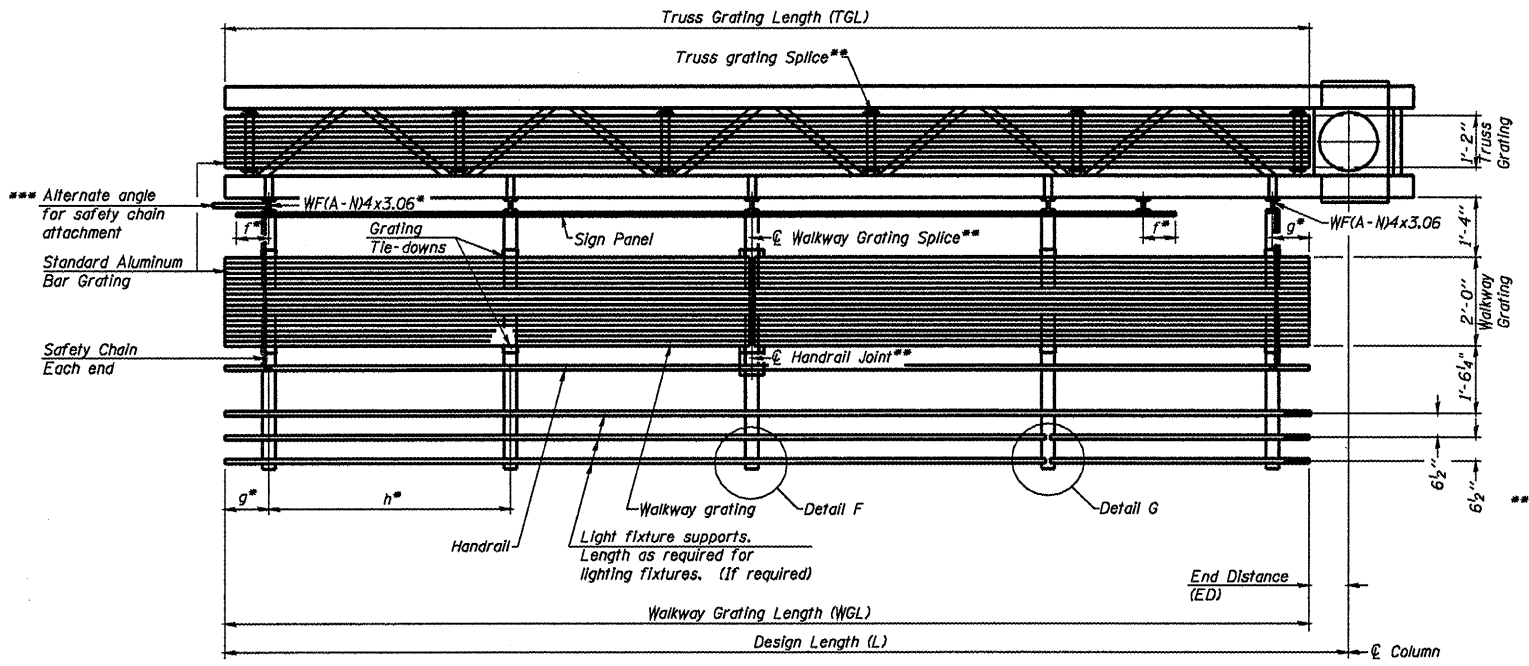 Truss Grating Length (TGL)
Truss grating Splice**
1'-2"
Truss
Grating
*** Alternate angle
for safety chain
attachment
WF(A-N)4x3.06*
f*
Grating
Tie-downs
Sign Panel
℄ Walkway Grating Splice**
f*
g*
WF(A-N)4x3.06
1'-4"
Standard Aluminum
Bar Grating
2'-0"
Walkway
Grating
Safety Chain
Each end
℄ Handrail Joint**
1'-6¼"
6½"
6½"
**
g*
h*
Walkway grating
Detail F
Detail G
Handrail
Light fixture supports.
Length as required for
lighting fixtures. (If required)
End Distance
(ED)
Walkway Grating Length (WGL)
Design Length (L)
℄ Column